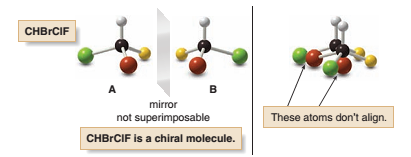 CHBrClF
A
B
mirror
not superimposable
CHBrClF is a chiral molecule.
These atoms don't align.